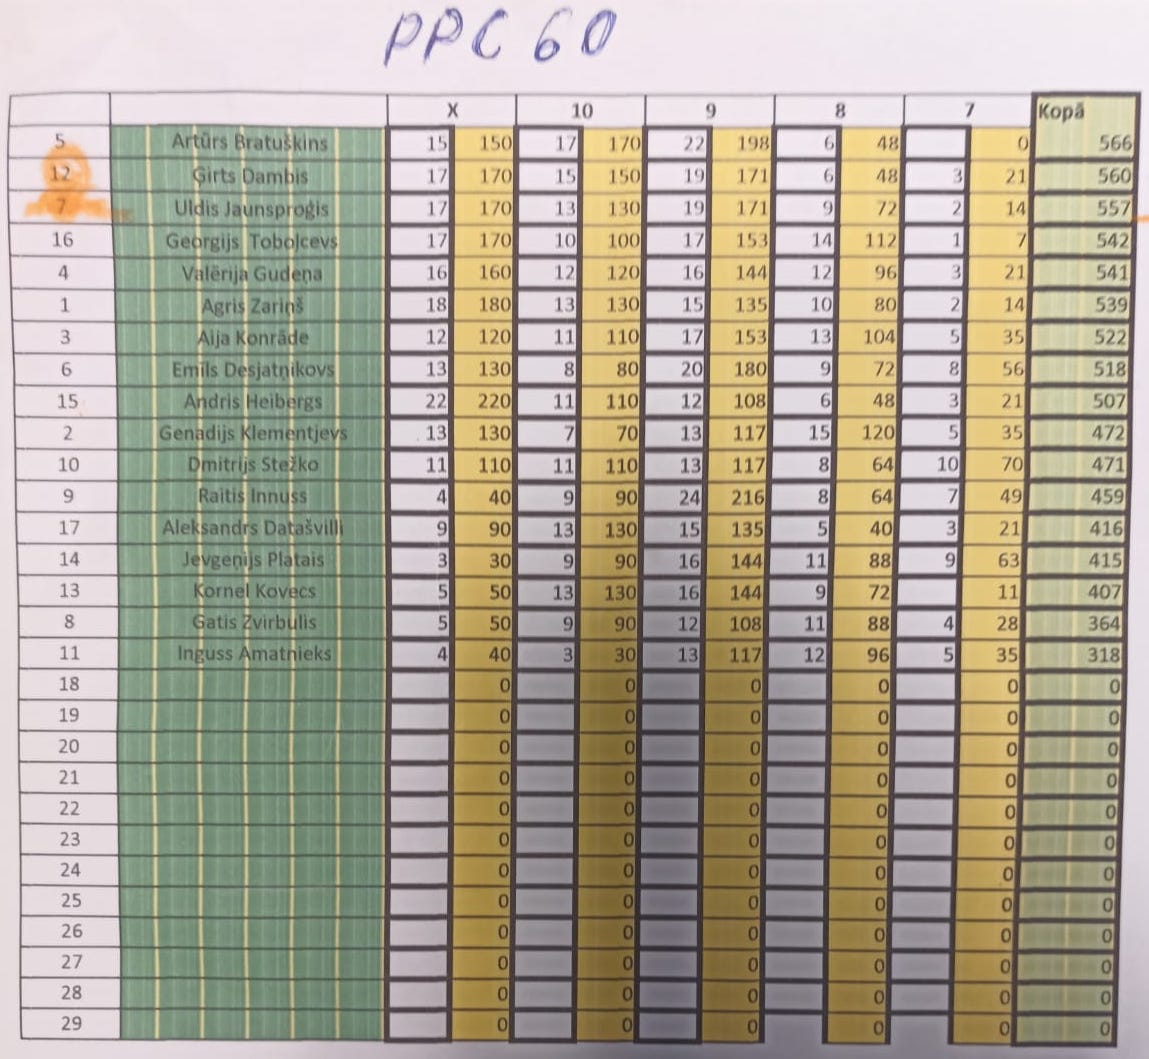 PPC 60
X 10 9 8 7 Kopā
5 Artūrs Bratuškins 15 150 17 170 22 198 6 48 0 566
12 Ģirts Dambis 17 170 15 150 19 171 6 48 3 21 560
7 Uldis Jaunsproģis 17 170 13 130 19 171 9 72 2 14 557
16 Georgijs Toboļcevs 17 170 10 100 17 153 14 112 1 7 542
4 Valērija Gudeņa 16 160 12 120 16 144 12 96 3 21 541
1 Agris Zariņš 18 180 13 130 15 135 10 80 2 14 539
3 Aija Konrāde 12 120 11 110 17 153 13 104 5 35 522
6 Emīls Desjatņikovs 13 130 8 80 20 180 9 72 8 56 518
15 Andris Heibergs 22 220 11 110 12 108 6 48 3 21 507
2 Genadijs Klementjevs 13 130 7 70 13 117 15 120 5 35 472
10 Dmitrijs Stežko 11 110 11 110 13 117 8 64 10 70 471
9 Raitis Innuss 4 40 9 90 24 216 8 64 7 49 459
17 Aleksandrs Datašvilli 9 90 13 130 15 135 5 40 3 21 416
14 Jevgeņijs Platais 3 30 9 90 16 144 11 88 9 63 415
13 Kornel Kovecs 5 50 13 130 16 144 9 72 11 407
8 Gatis Zvirbulis 5 50 9 90 12 108 11 88 4 28 364
11 Inguss Amatnieks 4 40 3 30 13 117 12 96 5 35 318
18 0 0 0 0 0 0
19 0 0 0 0 0 0
20 0 0 0 0 0 0
21 0 0 0 0 0 0
22 0 0 0 0 0 0
23 0 0 0 0 0 0
24 0 0 0 0 0 0
25 0 0 0 0 0 0
26 0 0 0 0 0 0
27 0 0 0 0 0 0
28 0 0 0 0 0 0
29 0 0 0 0 0 0